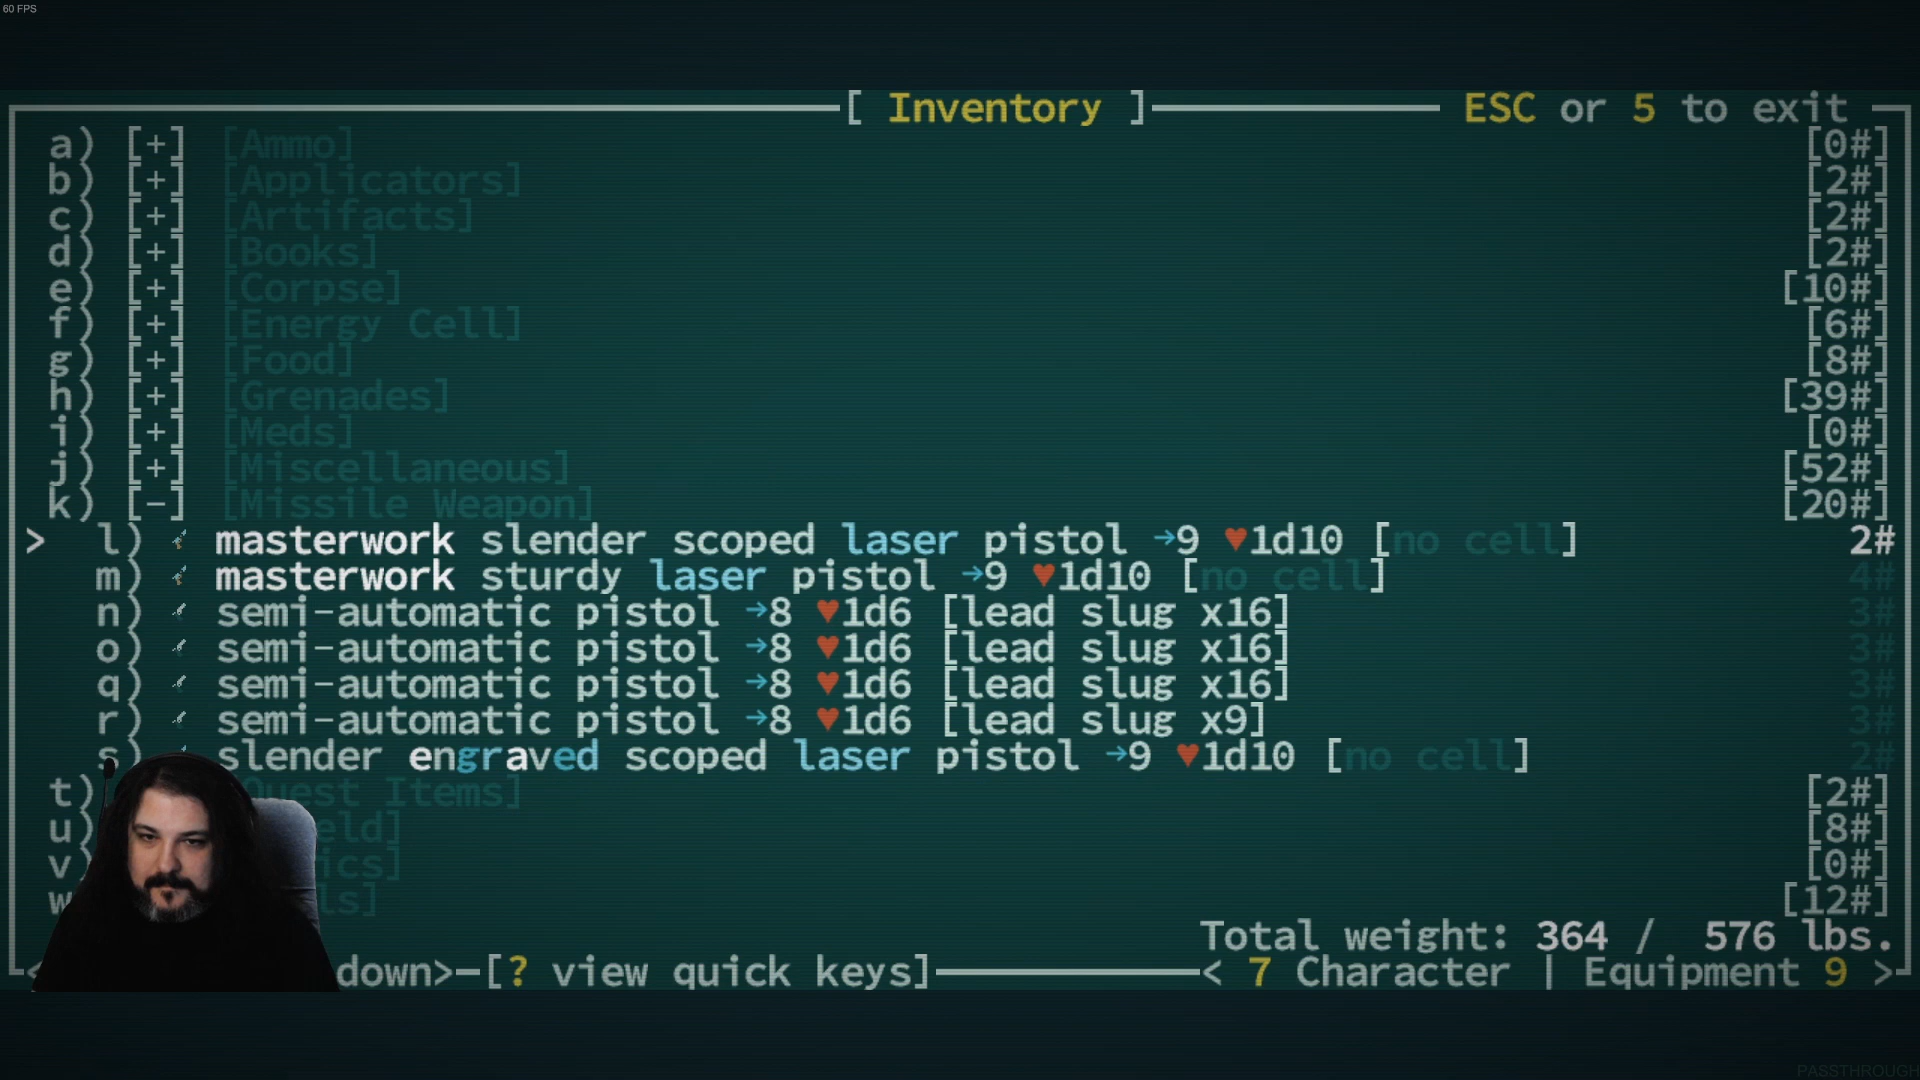 60 FPS
[ Inventory ] ESC or 5 to exit
a) [+] [Ammo] [0#]
b) [+] [Applicators] [2#]
c) [+] [Artifacts] [2#]
d) [+] [Books] [2#]
e) [+] [Corpse] [10#]
f) [+] [Energy Cell] [6#]
g) [+] [Food] [8#]
h) [+] [Grenades] [39#]
i) [+] [Meds] [0#]
j) [+] [Miscellaneous] [52#]
k) [-] [Missile Weapon] [20#]
> l) masterwork slender scoped laser pistol →9 ♥1d10 [no cell] 2#
m) masterwork sturdy laser pistol →9 ♥1d10 [no cell] 4#
n) semi-automatic pistol →8 ♥1d6 [lead slug x16] 3#
o) semi-automatic pistol →8 ♥1d6 [lead slug x16] 3#
q) semi-automatic pistol →8 ♥1d6 [lead slug x16] 3#
r) semi-automatic pistol →8 ♥1d6 [lead slug x9] 3#
s) slender engraved scoped laser pistol →9 ♥1d10 [no cell] 2#
t) Quest Items] [2#]
u) eld] [8#]
v) ics] [0#]
w ls] [12#]
Total weight: 364 / 576 lbs.
< down> [? view quick keys] < 7 Character | Equipment 9 >
PASSTHROUGH